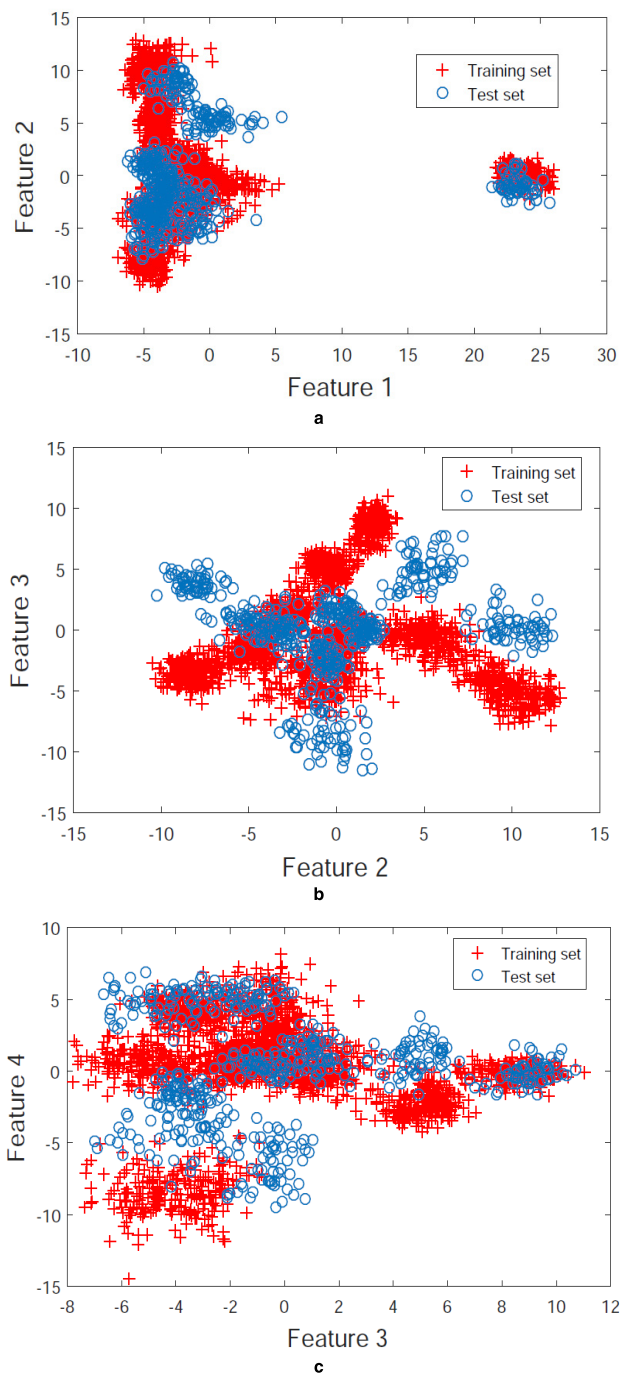 15
10
5
0
-5
-10
15
Feature 2
Training set
Test set
-10 -5 0 5 10 15 20 25 30
Feature 1
a
15
10
5
0
-5
-10
-15
Feature 3
Training set
Test set
-15 -10 -5 0 5 10 15
Feature 2
b
10
5
0
-5
-10
-15
Feature 4
Training set
Test set
-8 -6 -4 -2 0 2 4 6 8 10 12
Feature 3
c